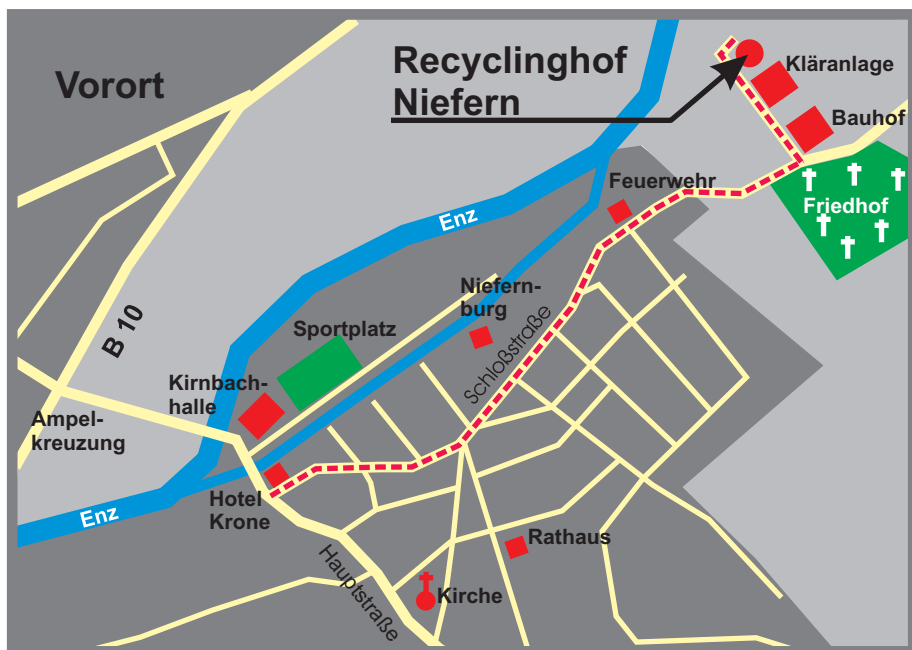 Vorort
Recyclinghof
Niefern
Kläranlage
Bauhof
Feuerwehr
Friedhof
Enz
Niefern-
burg
B 10
Sportplatz
Schloßstraße
Kirnbach-
halle
Ampel-
kreuzung
Hotel
Krone
Enz
Rathaus
Hauptstraße
Kirche